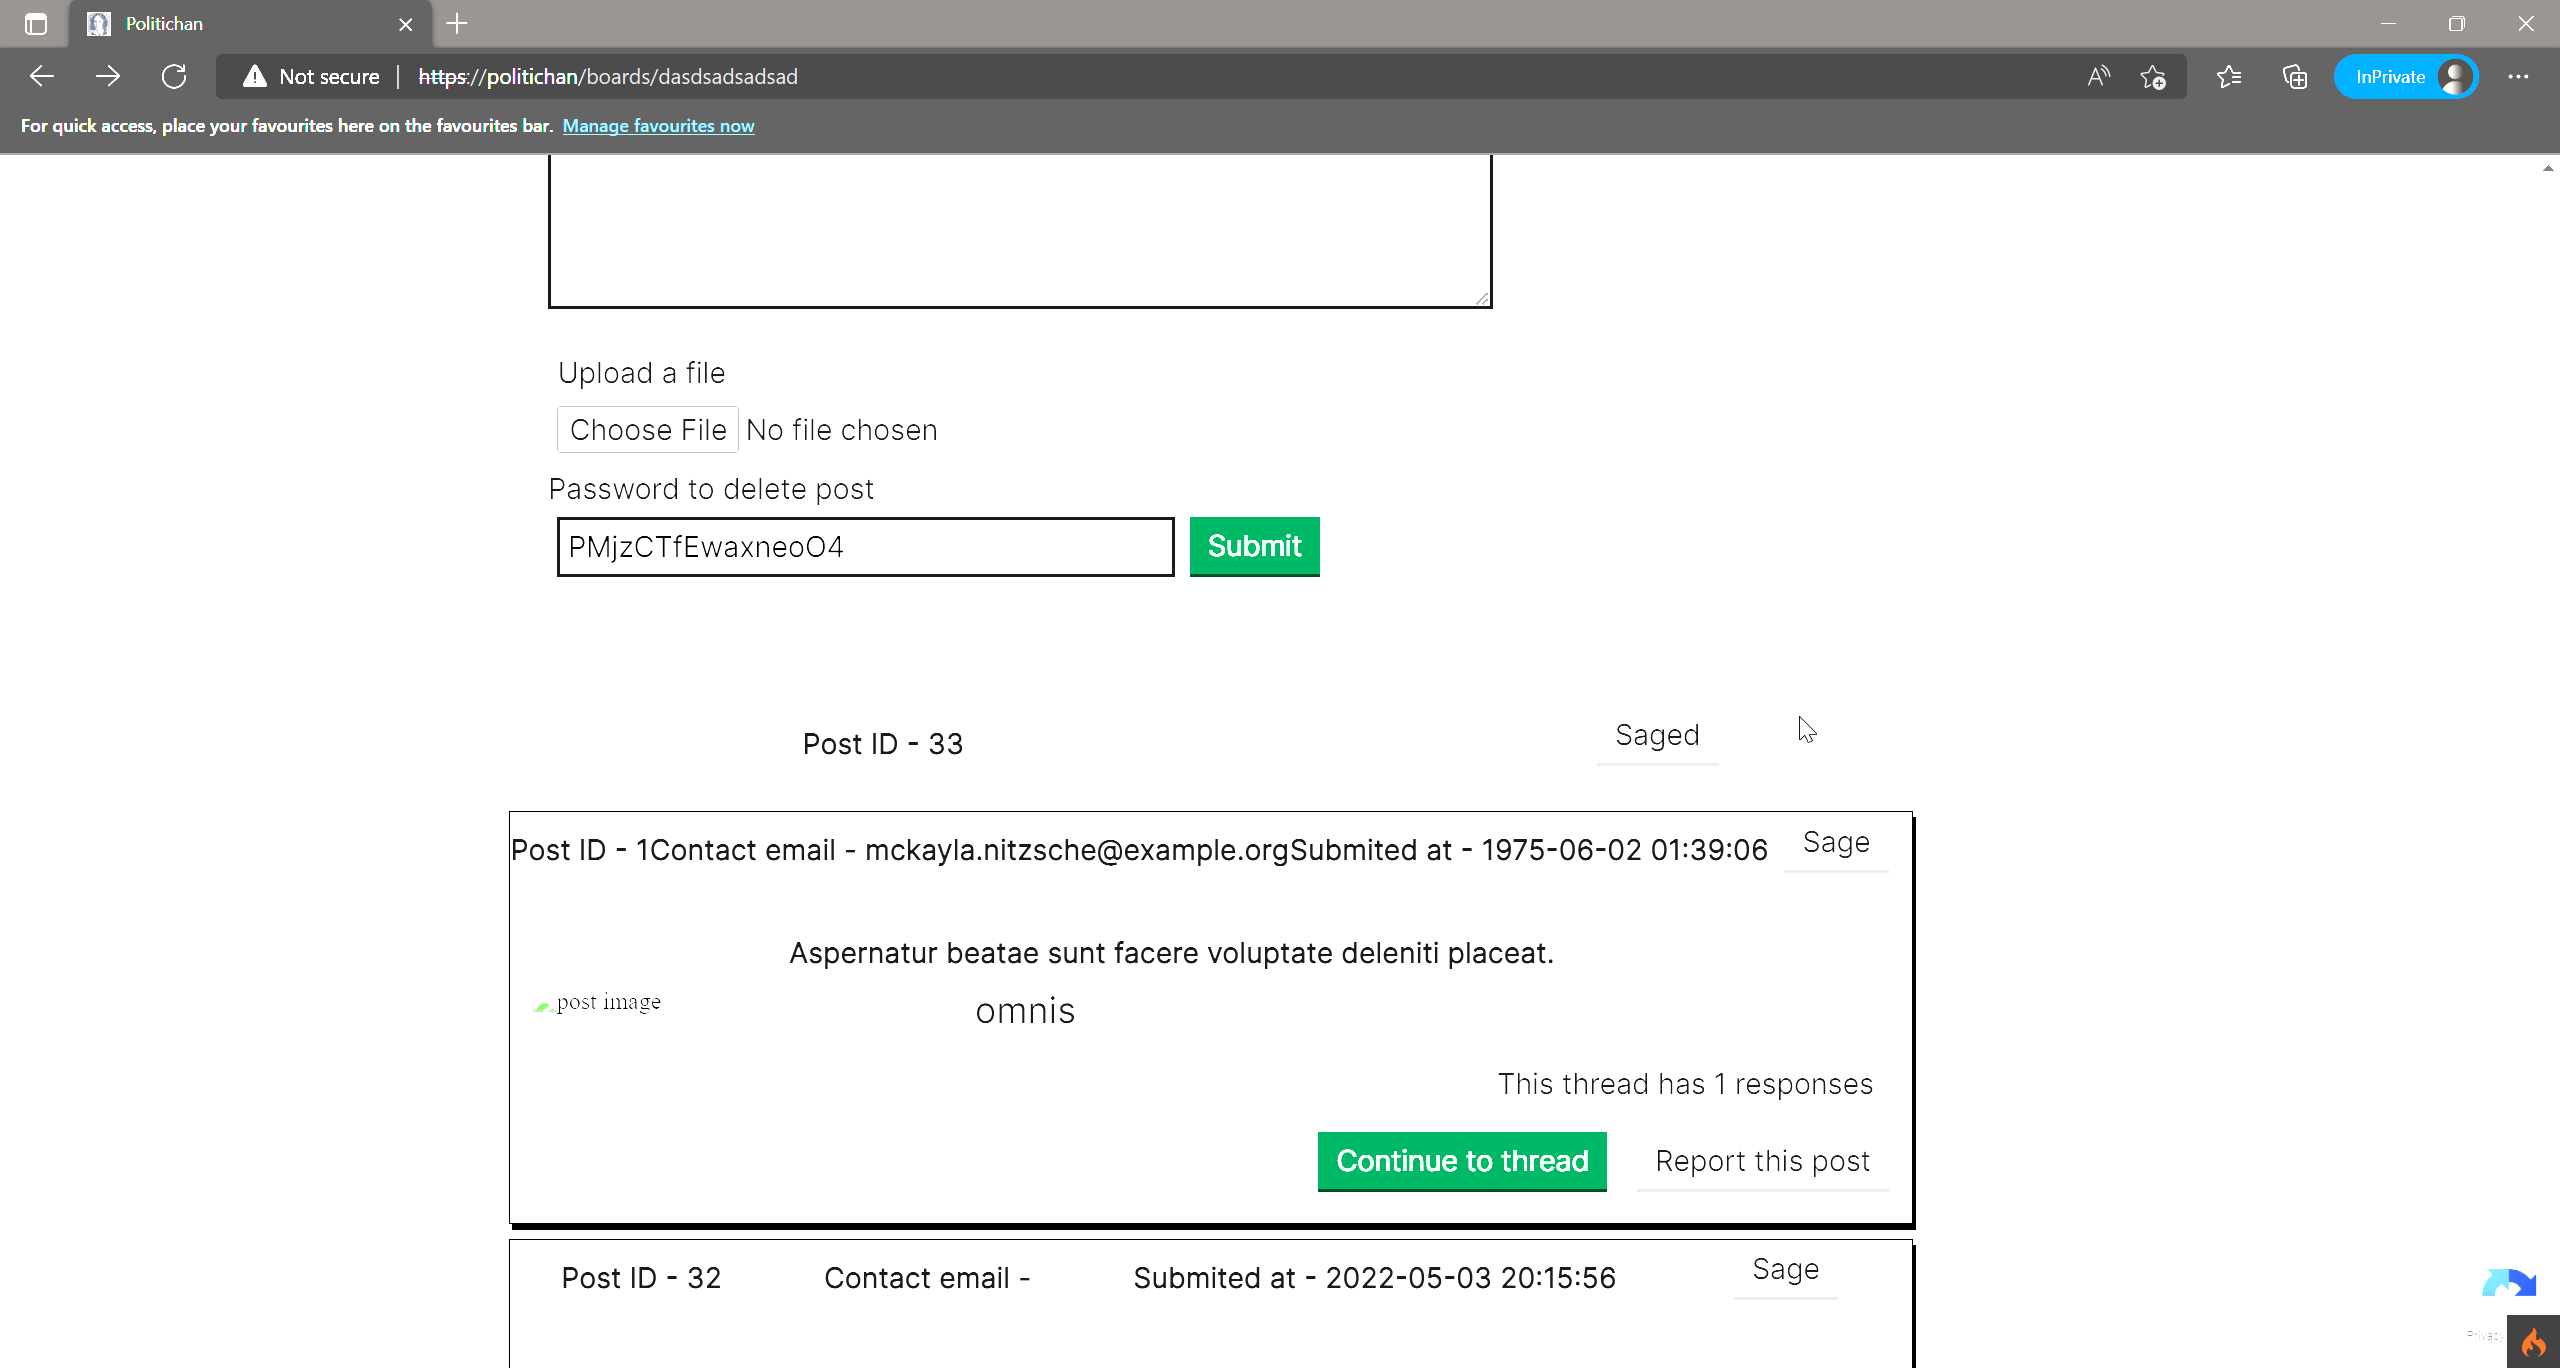 Politichan
Not secure https://politichan/boards/dasdsadsadsad
InPrivate
For quick access, place your favourites here on the favourites bar. Manage favourites now
Upload a file
Choose File No file chosen
Password to delete post
PMjzCTfEwaxneoO4 Submit
Post ID - 33 Saged
Post ID - 1Contact email - mckayla.nitzsche@example.orgSubmited at - 1975-06-02 01:39:06 Sage
Aspernatur beatae sunt facere voluptate deleniti placeat.
post image
omnis
This thread has 1 responses
Continue to thread Report this post
Post ID - 32 Contact email - Submited at - 2022-05-03 20:15:56 Sage
Privacy